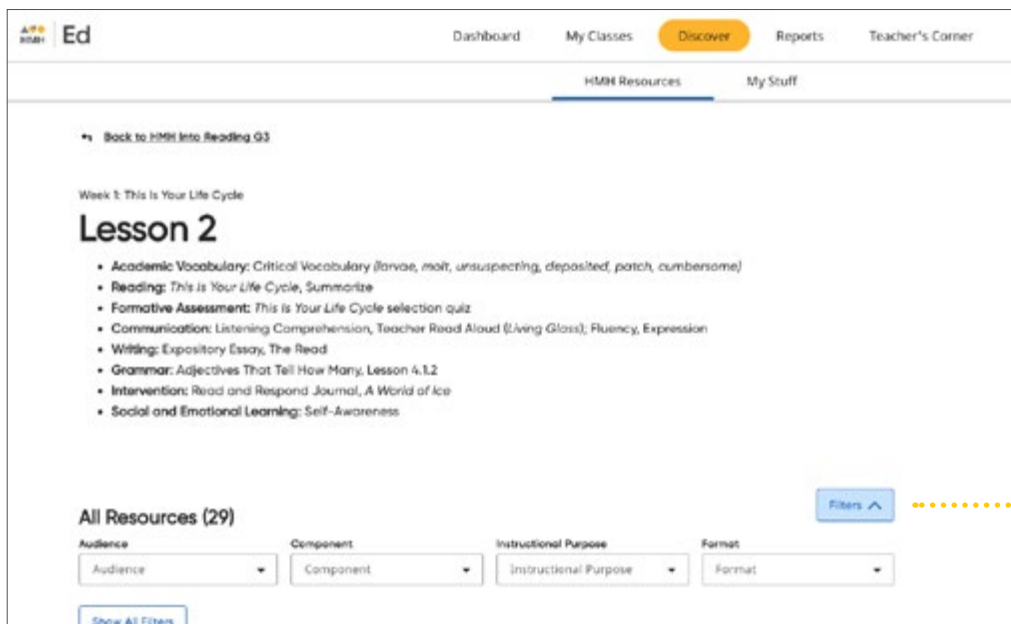 HMH Ed
Dashboard My Classes Discover Reports Teacher's Corner
HMH Resources My Stuff
Back to HMH Into Reading G3
Week 1: This Is Your Life Cycle
Lesson 2
• Academic Vocabulary: Critical Vocabulary (larvae, molt, unsuspecting, deposited, patch, cumbersome)
• Reading: This Is Your Life Cycle, Summarize
• Formative Assessment: This Is Your Life Cycle selection quiz
• Communication: Listening Comprehension, Teacher Read Aloud (Living Glass); Fluency, Expression
• Writing: Expository Essay, The Read
• Grammar: Adjectives That Tell How Many, Lesson 4.1.2
• Intervention: Read and Respond Journal, A World of Ice
• Social and Emotional Learning: Self-Awareness
Filters
All Resources (29)
Audience Component Instructional Purpose Format
Audience Component Instructional Purpose Format
Show All Filters